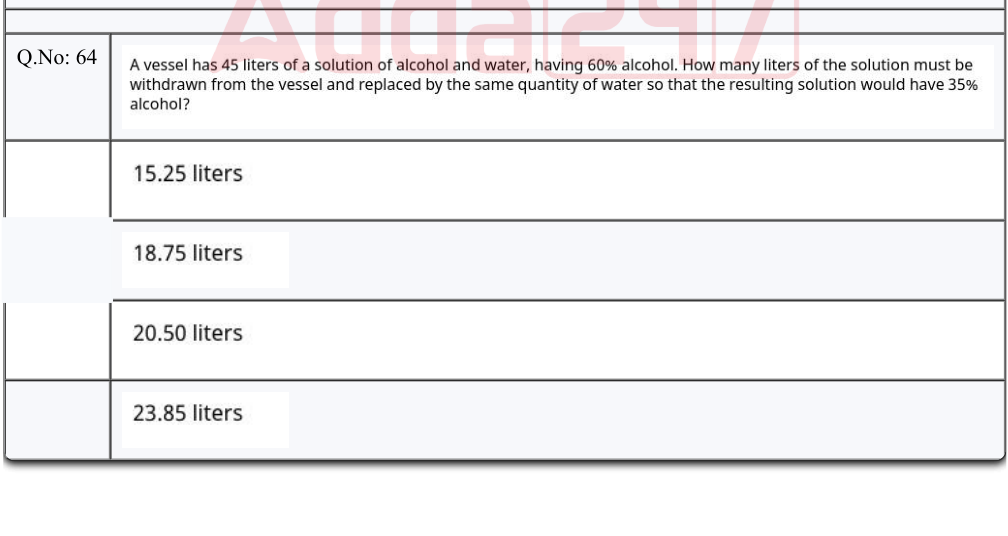 Adda247
Q.No: 64
A vessel has 45 liters of a solution of alcohol and water, having 60% alcohol. How many liters of the solution must be
withdrawn from the vessel and replaced by the same quantity of water so that the resulting solution would have 35%
alcohol?
15.25 liters
18.75 liters
20.50 liters
23.85 liters